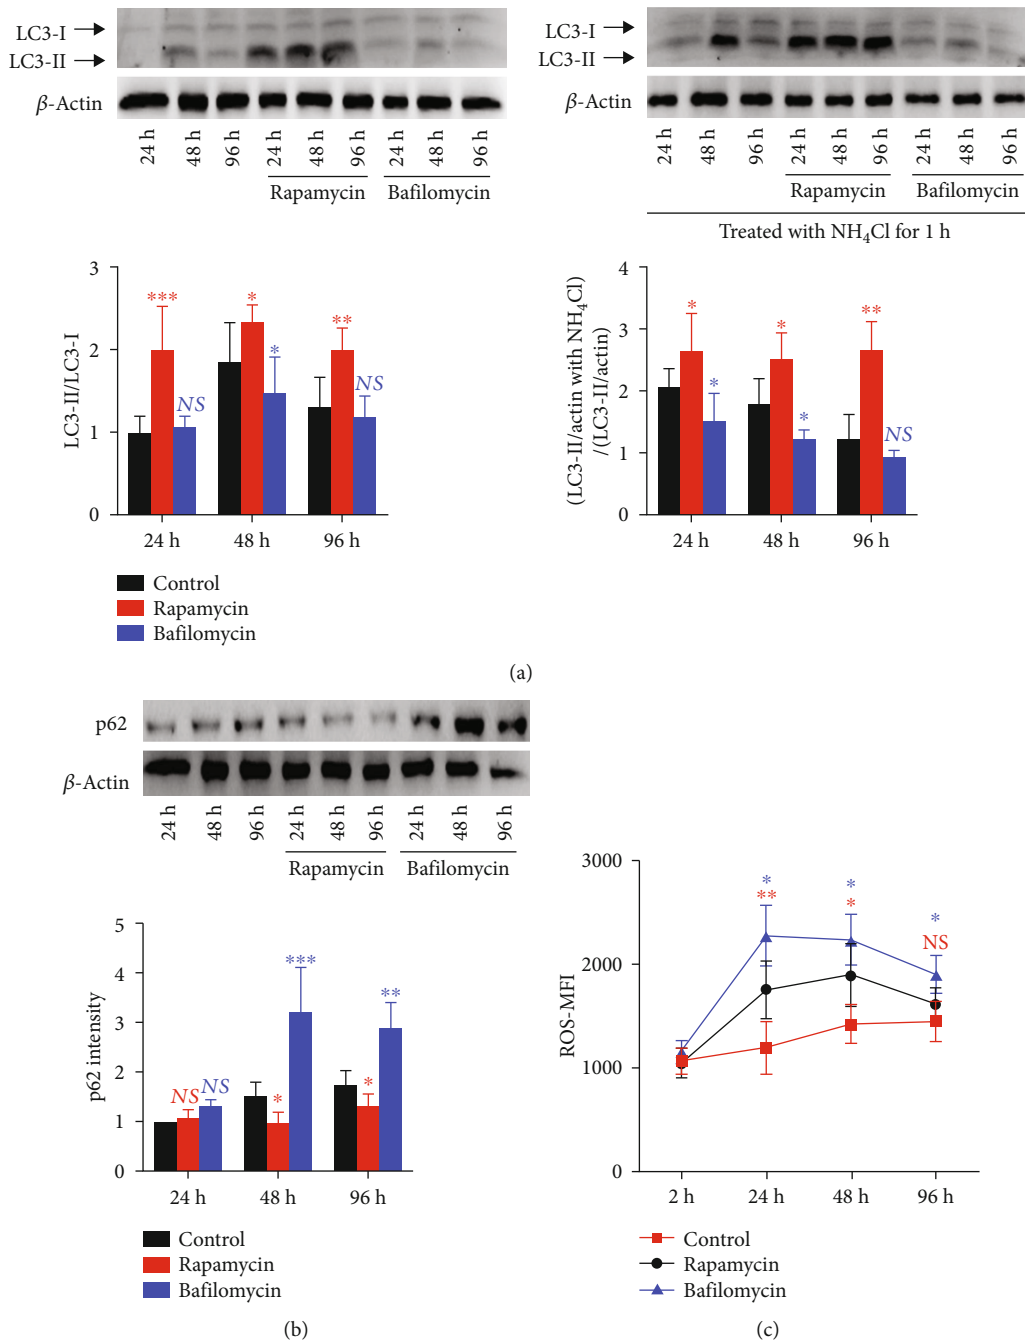 LC3-I
LC3-II
β-Actin
24 h 48 h 96 h 24 h 48 h 96 h 24 h 48 h 96 h
Rapamycin Bafilomycin
LC3-I
LC3-II
β-Actin
24 h 48 h 96 h 24 h 48 h 96 h 24 h 48 h 96 h
Rapamycin Bafilomycin
Treated with NH₄Cl for 1 h
LC3-II/LC3-I
3
2
1
0
*** NS
* *
** NS
24 h 48 h 96 h
Control
Rapamycin
Bafilomycin
(LC3-II/actin with NH₄Cl)
/(LC3-II/actin)
4
3
2
1
0
* *
* *
** NS
24 h 48 h 96 h
(a)
p62
β-Actin
24 h 48 h 96 h 24 h 48 h 96 h 24 h 48 h 96 h
Rapamycin Bafilomycin
p62 intensity
5
4
3
2
1
0
NS NS
* ***
* **
24 h 48 h 96 h
Control
Rapamycin
Bafilomycin
(b)
ROS-MFI
3000
2000
1000
0
* * *
** * NS
2 h 24 h 48 h 96 h
Control
Rapamycin
Bafilomycin
(c)